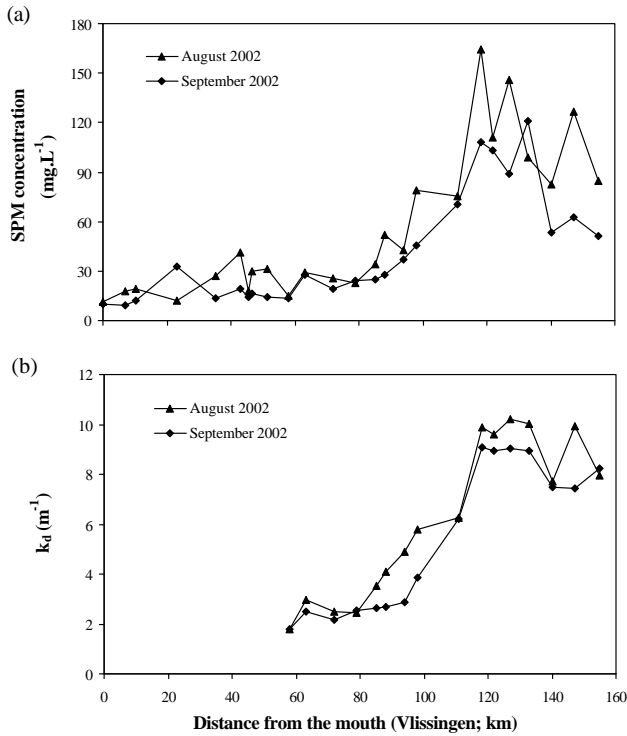 (a)
180
150
120
90
60
30
0
SPM concentration
(mg.L-1)
August 2002
September 2002
(b)
12
10
8
6
4
2
0
kd (m-1)
August 2002
September 2002
0 20 40 60 80 100 120 140 160
Distance from the mouth (Vlissingen; km)